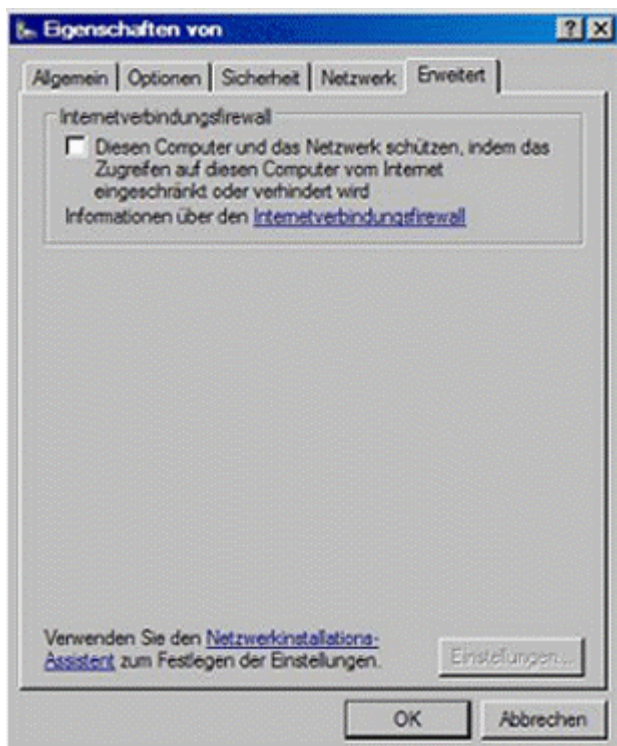 Eigenschaften von
Allgemein Optionen Sicherheit Netzwerk Erweitert
Internetverbindungsfirewall
Diesen Computer und das Netzwerk schützen, indem das
Zugreifen auf diesen Computer vom Internet
eingeschränkt oder verhindert wird
Informationen über den Internetverbindungsfirewall
Verwenden Sie den Netzwerkinstallations-
Assistent zum Festlegen der Einstellungen.
Einstellungen...
OK Abbrechen